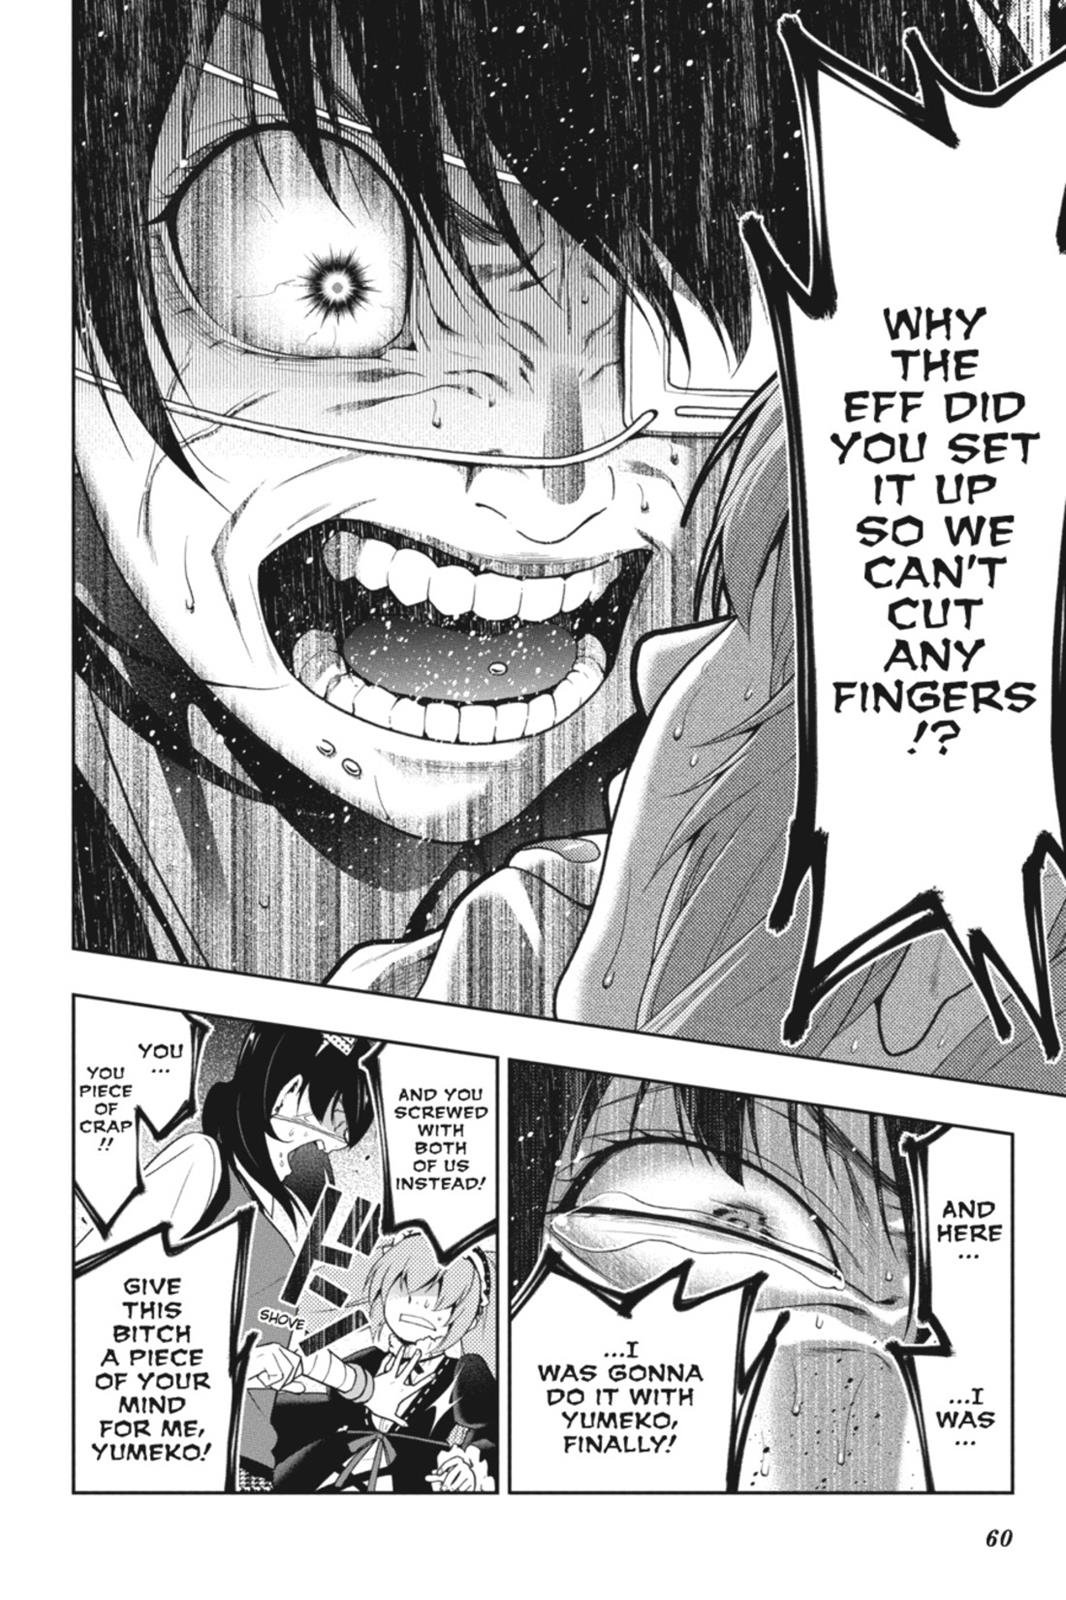 WHY
THE
EFF DID
YOU SET
IT UP
SO WE
CAN'T
CUT
ANY
FINGERS
!?
AND
HERE
...
...I
WAS
...
...I
WAS GONNA
DO IT WITH
YUMEKO,
FINALLY!
AND YOU
SCREWED
WITH
BOTH
OF US
INSTEAD!
ドン
SHOVE
YOU
...
YOU
PIECE
OF
CRAP
!!
GIVE
THIS
BITCH
A PIECE
OF YOUR
MIND
FOR ME,
YUMEKO!
60